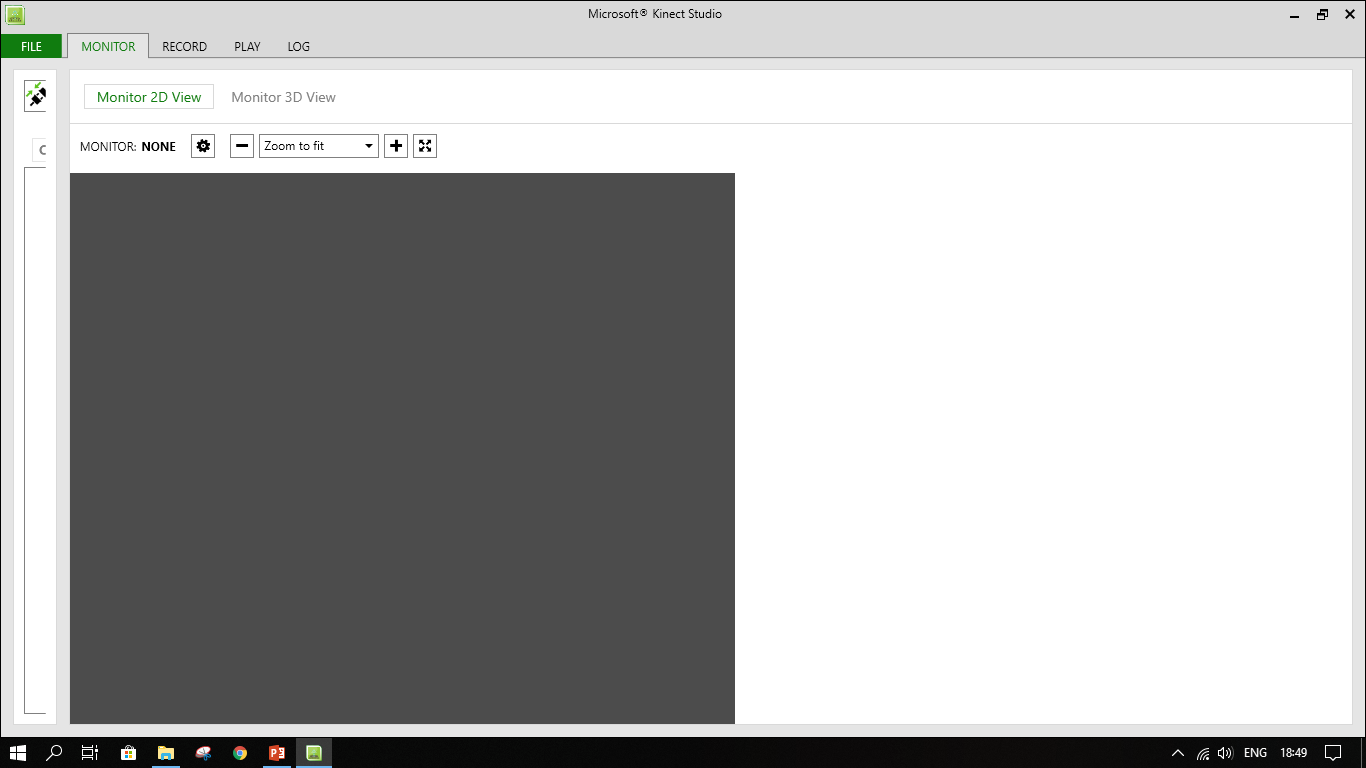 Microsoft® Kinect Studio
FILE MONITOR RECORD PLAY LOG
Monitor 2D View Monitor 3D View
MONITOR: NONE Zoom to fit
C
ENG 18:49